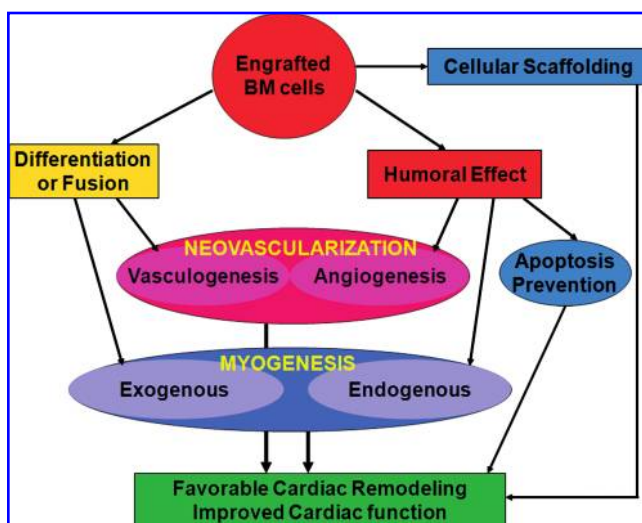 Engrafted
BM cells
Cellular Scaffolding
Differentiation
or Fusion
Humoral Effect
NEOVASCULARIZATION
Vasculogenesis
Angiogenesis
Apoptosis
Prevention
MYOGENESIS
Exogenous
Endogenous
Favorable Cardiac Remodeling
Improved Cardiac function